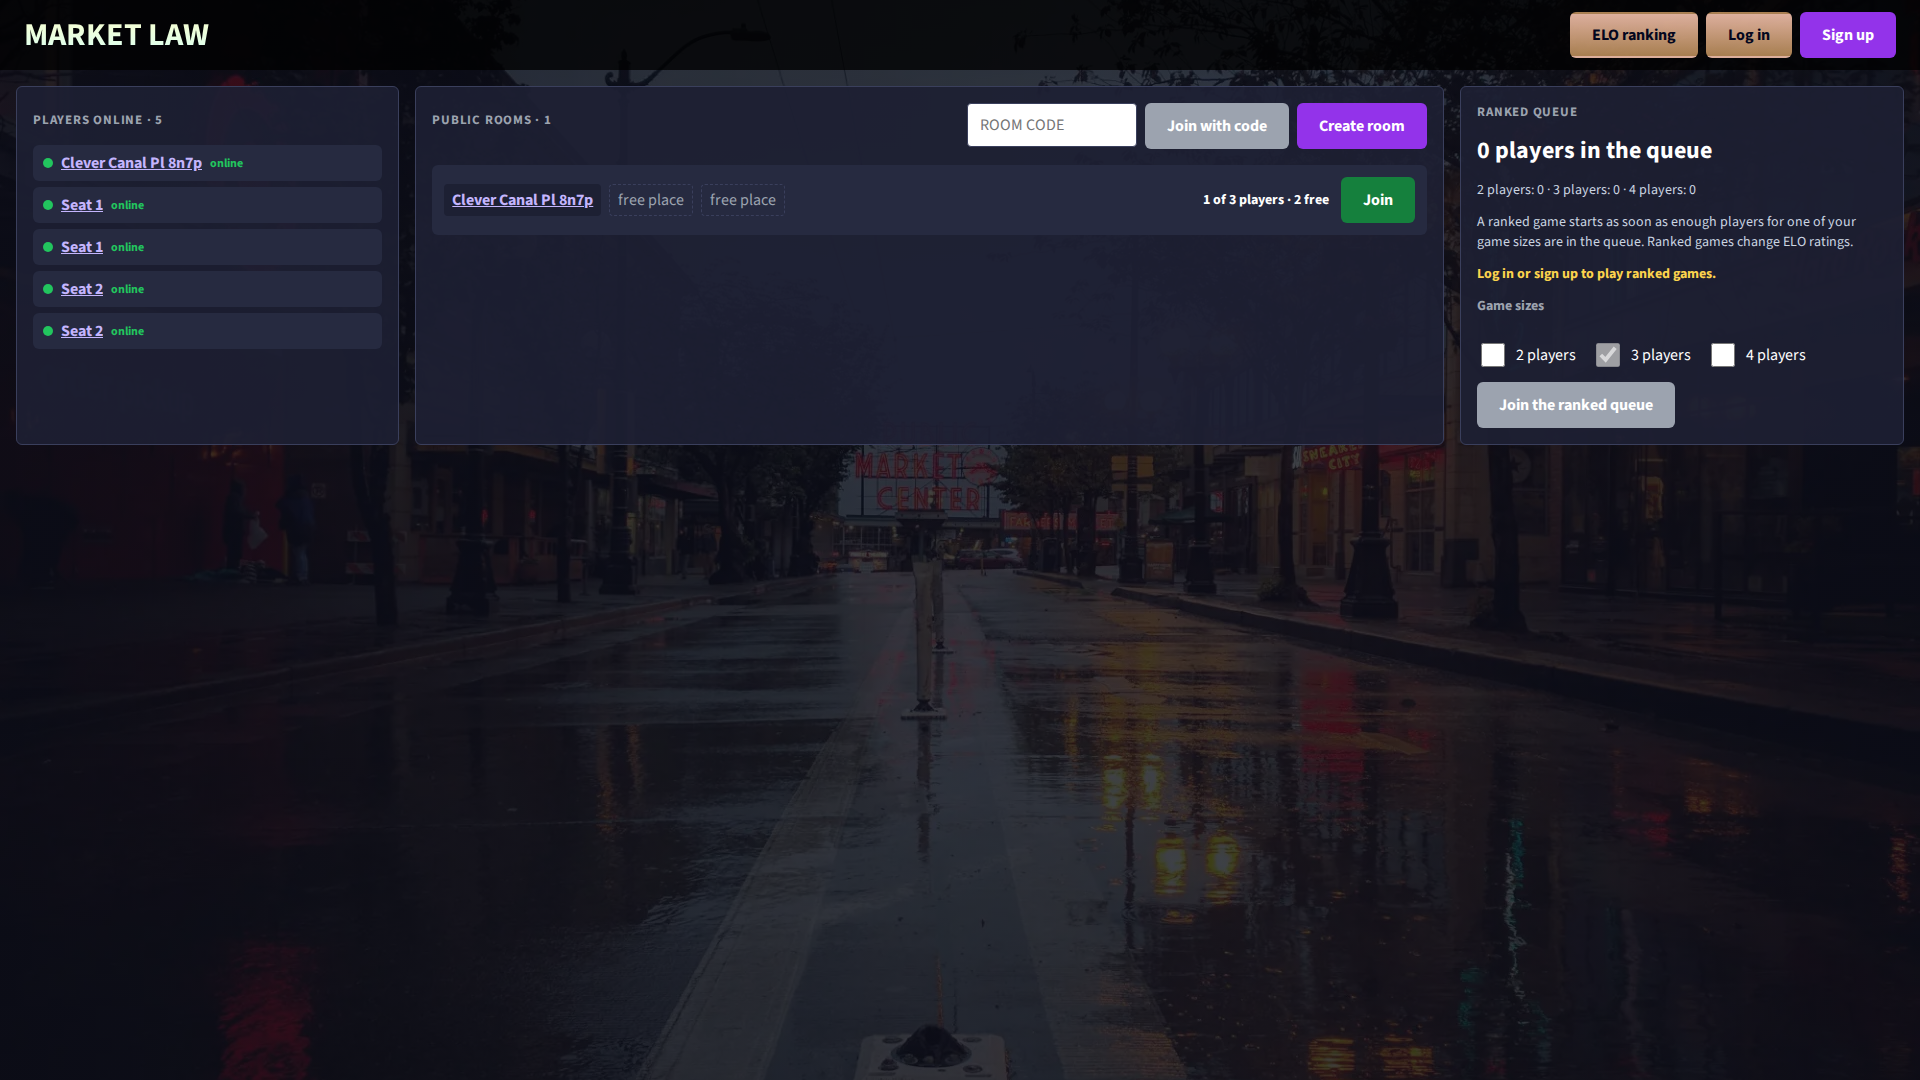 MARKET LAW
ELO ranking
Log in
Sign up
PLAYERS ONLINE · 5
Clever Canal Pl 8n7p online
Seat 1 online
Seat 1 online
Seat 2 online
Seat 2 online
PUBLIC ROOMS · 1
ROOM CODE
Join with code
Create room
Clever Canal Pl 8n7p
free place
free place
1 of 3 players · 2 free
Join
RANKED QUEUE
0 players in the queue
2 players: 0 · 3 players: 0 · 4 players: 0
A ranked game starts as soon as enough players for one of your
game sizes are in the queue. Ranked games change ELO ratings.
Log in or sign up to play ranked games.
Game sizes
2 players
3 players
4 players
Join the ranked queue
MARKET
CENTER
SNEAKER
CITY